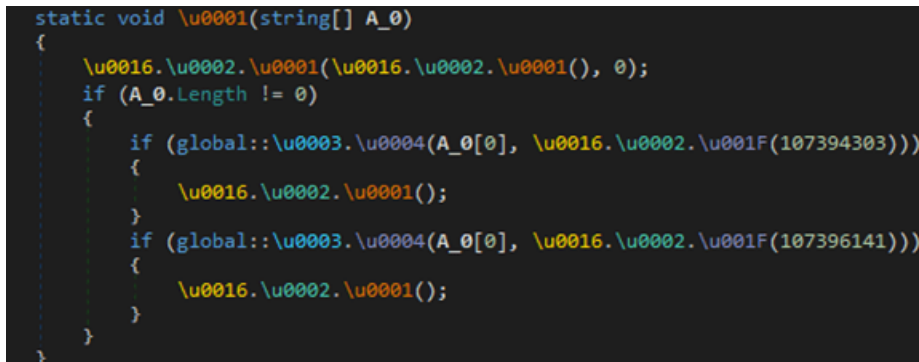 static void \u0001(string[] A_0)
{
\u0016.\u0002.\u0001(\u0016.\u0002.\u0001(), 0);
if (A_0.Length != 0)
{
if (global::\u0003.\u0004(A_0[0], \u0016.\u0002.\u001F(107394303)))
{
\u0016.\u0002.\u0001();
}
if (global::\u0003.\u0004(A_0[0], \u0016.\u0002.\u001F(107396141)))
{
\u0016.\u0002.\u0001();
}
}
}